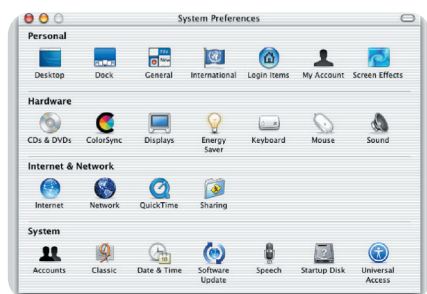 System Preferences
Personal
Desktop Dock General International Login Items My Account Screen Effects
Hardware
CDs & DVDs ColorSync Displays Energy Saver Keyboard Mouse Sound
Internet & Network
Internet Network QuickTime Sharing
System
Accounts Classic Date & Time Software Update Speech Startup Disk Universal Access